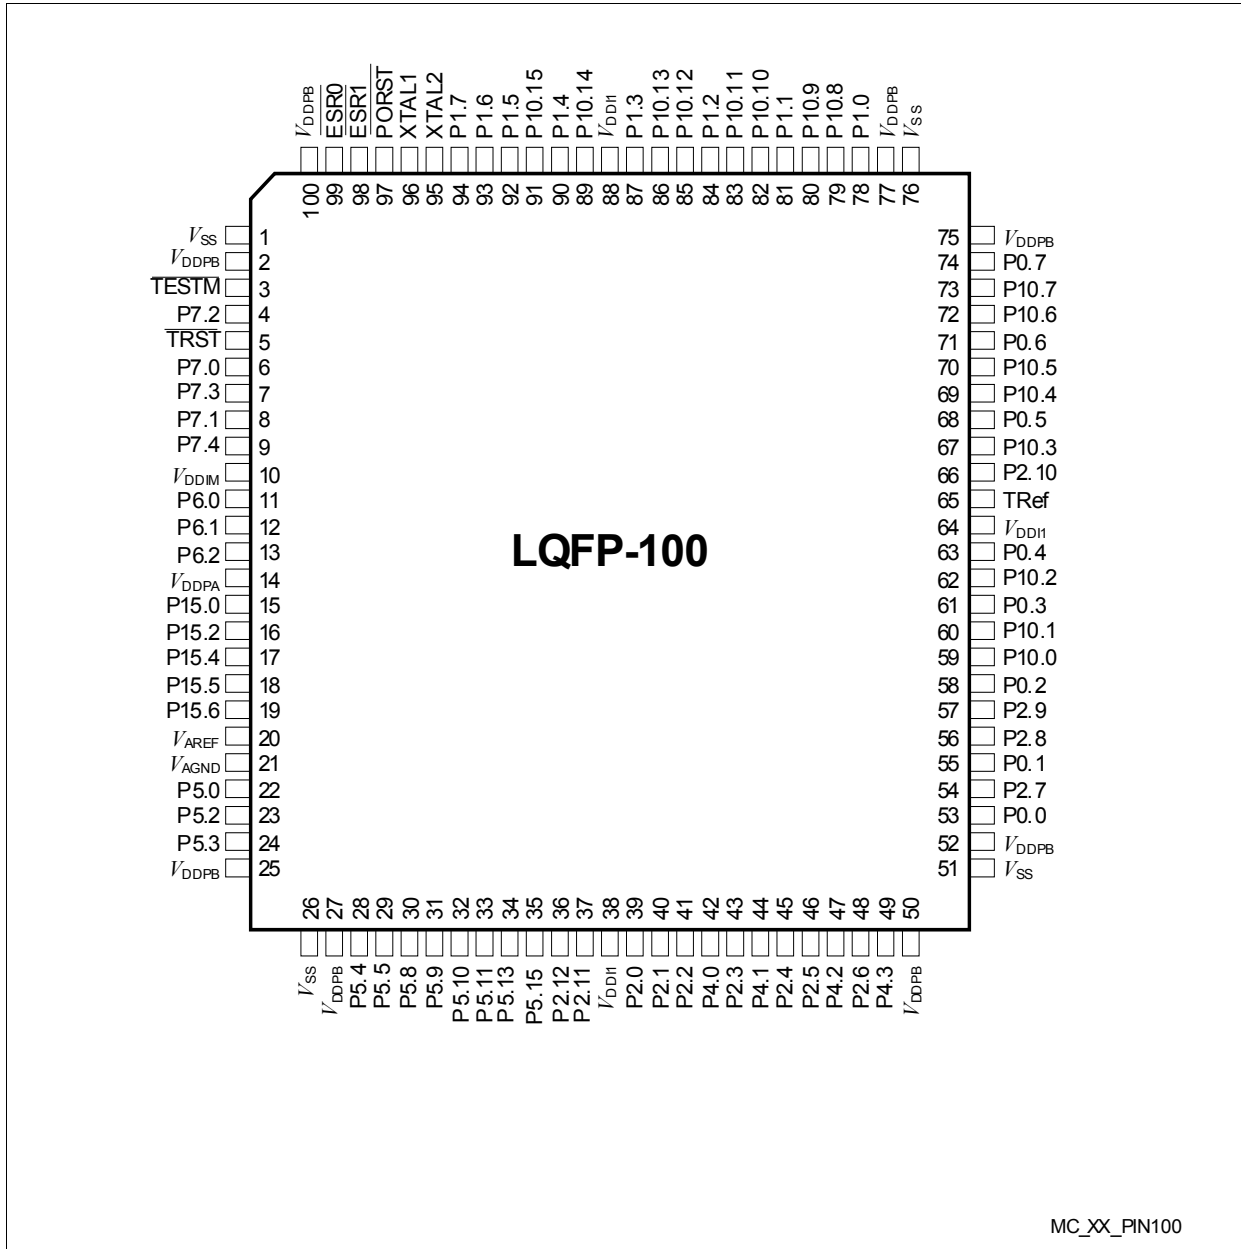 VDDPB
ESR0
ESR1
PORST
XTAL1
XTAL2
P1.7
P1.6
P1.5
P10.15
P1.4
P10.14
VDDI1
P1.3
P10.13
P10.12
P1.2
P10.11
P10.10
P1.1
P10.9
P10.8
P1.0
VDDPB
VSS
100 99 98 97 96 95 94 93 92 91 90 89 88 87 86 85 84 83 82 81 80 79 78 77 76
VSS 1
VDDPB 2
TESTM 3
P7.2 4
TRST 5
P7.0 6
P7.3 7
P7.1 8
P7.4 9
VDDIM 10
P6.0 11
P6.1 12
P6.2 13
VDDPA 14
P15.0 15
P15.2 16
P15.4 17
P15.5 18
P15.6 19
VAREF 20
VAGND 21
P5.0 22
P5.2 23
P5.3 24
VDDPB 25
LQFP-100
75 VDDPB
74 P0.7
73 P10.7
72 P10.6
71 P0.6
70 P10.5
69 P10.4
68 P0.5
67 P10.3
66 P2.10
65 TRef
64 VDDI1
63 P0.4
62 P10.2
61 P0.3
60 P10.1
59 P10.0
58 P0.2
57 P2.9
56 P2.8
55 P0.1
54 P2.7
53 P0.0
52 VDDPB
51 VSS
26 27 28 29 30 31 32 33 34 35 36 37 38 39 40 41 42 43 44 45 46 47 48 49 50
VSS
VDDPB
P5.4
P5.5
P5.8
P5.9
P5.10
P5.11
P5.13
P5.15
P2.12
P2.11
VDDI1
P2.0
P2.1
P2.2
P4.0
P2.3
P4.1
P2.4
P2.5
P4.2
P2.6
P4.3
VDDPB
MC_XX_PIN100